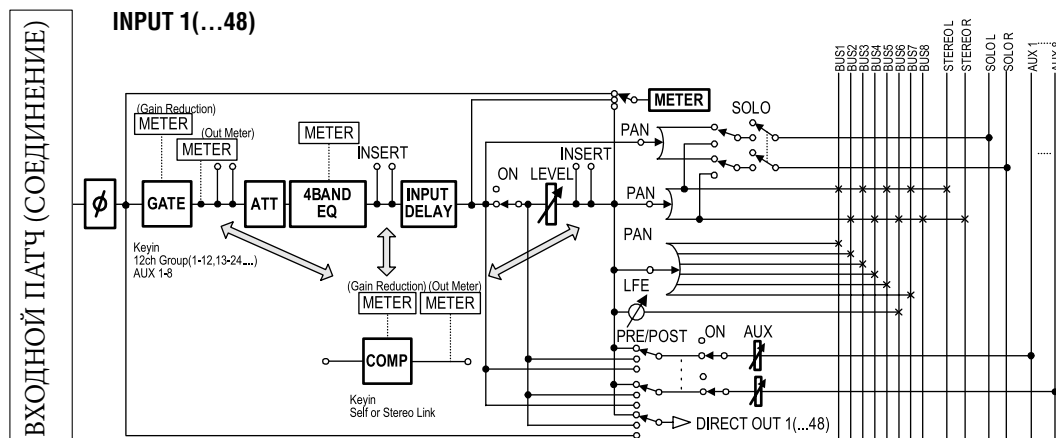 INPUT 1(...48)
ВХОДНОЙ ПАТЧ (СОЕДИНЕНИЕ)
BUS1
BUS2
BUS3
BUS4
BUS5
BUS6
BUS7
BUS8
STEREO L
STEREO R
SOLO L
SOLO R
AUX 1
(Gain Reduction)
METER
(Out Meter)
METER
METER
INSERT
METER
SOLO
PAN
ϕ
GATE
ATT
4BAND
EQ
INPUT
DELAY
ON
LEVEL
INSERT
PAN
Keyin
12ch Group(1-12,13-24....)
AUX 1-8
PAN
LFE
(Gain Reduction)
(Out Meter)
METER
METER
COMP
PRE/POST
ON
AUX
Keyin
Self or Stereo Link
DIRECT OUT 1(...48)